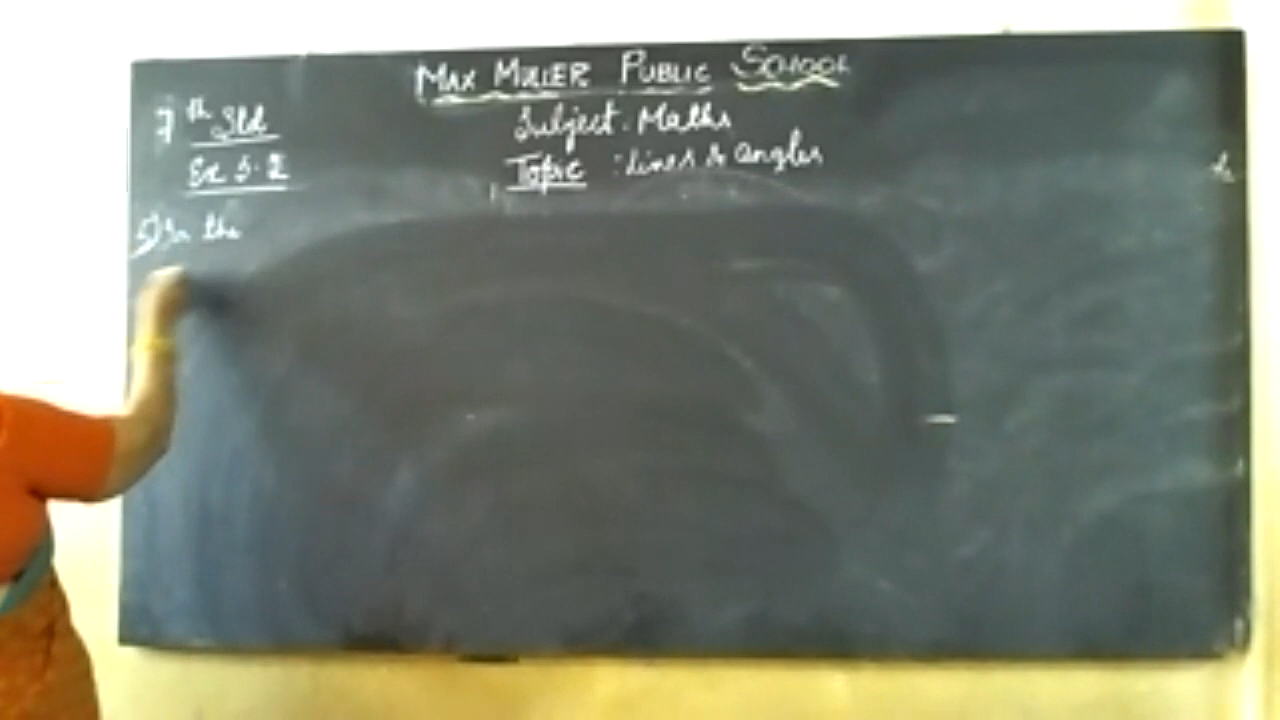 MAX MULLER PUBLIC SCHOOL
7th Std
Subject. Maths
Ex 5.2
Topic : Lines & Angles
5) In the